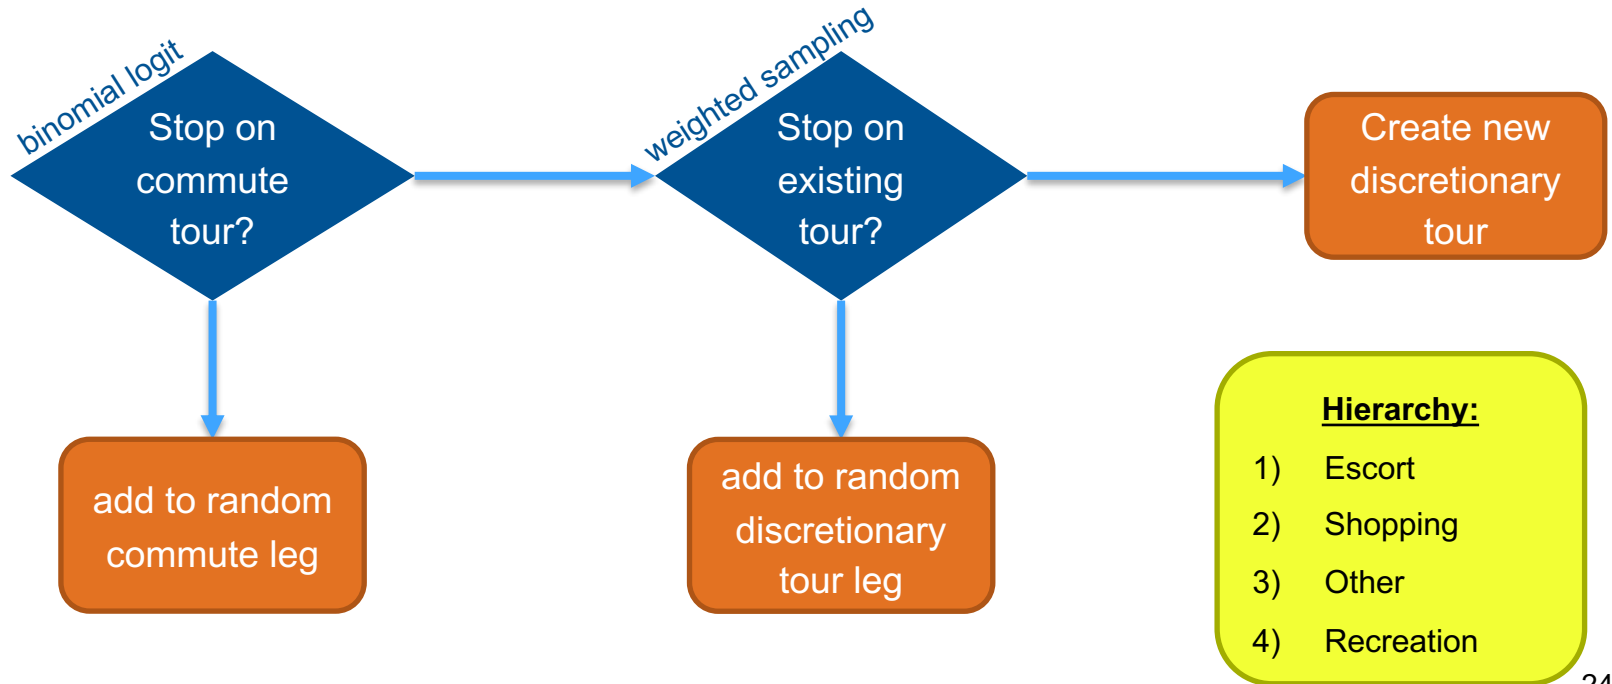 binomial logit
Stop on
commute
tour?
weighted sampling
Stop on
existing
tour?
Create new
discretionary
tour
add to random
commute leg
add to random
discretionary
tour leg
Hierarchy:
1) Escort
2) Shopping
3) Other
4) Recreation
24